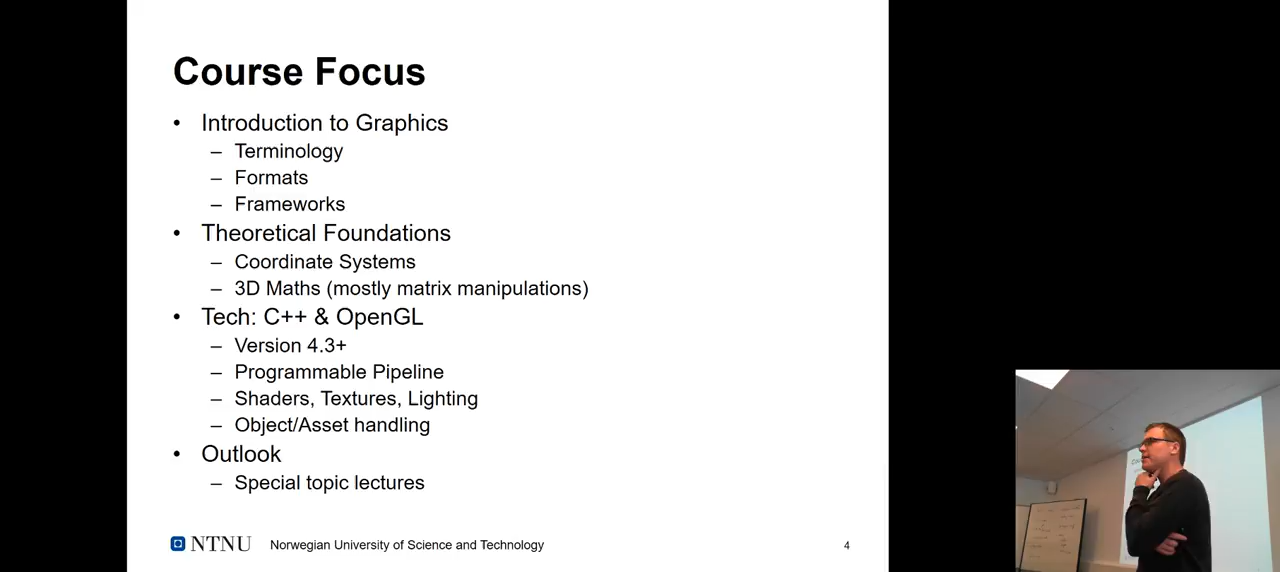 Course Focus
• Introduction to Graphics
– Terminology
– Formats
– Frameworks
• Theoretical Foundations
– Coordinate Systems
– 3D Maths (mostly matrix manipulations)
• Tech: C++ & OpenGL
– Version 4.3+
– Programmable Pipeline
– Shaders, Textures, Lighting
– Object/Asset handling
• Outlook
– Special topic lectures
NTNU Norwegian University of Science and Technology 4